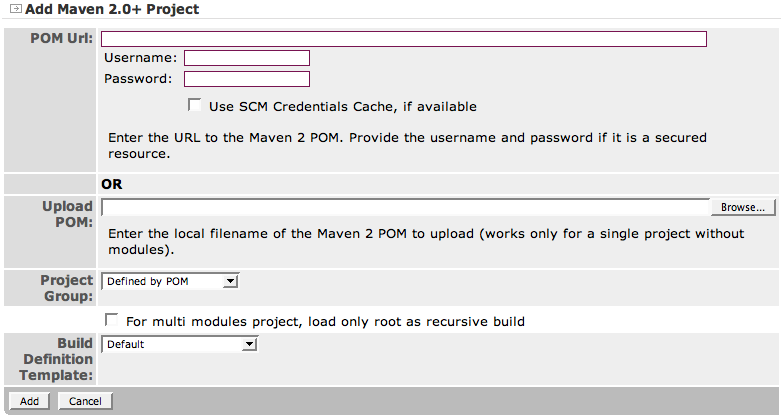 Add Maven 2.0+ Project
POM Url:
Username:
Password:
Use SCM Credentials Cache, if available
Enter the URL to the Maven 2 POM. Provide the username and password if it is a secured
resource.
OR
Upload
POM:
Browse...
Enter the local filename of the Maven 2 POM to upload (works only for a single project without
modules).
Project
Group:
Defined by POM
For multi modules project, load only root as recursive build
Build
Definition
Template:
Default
Add
Cancel